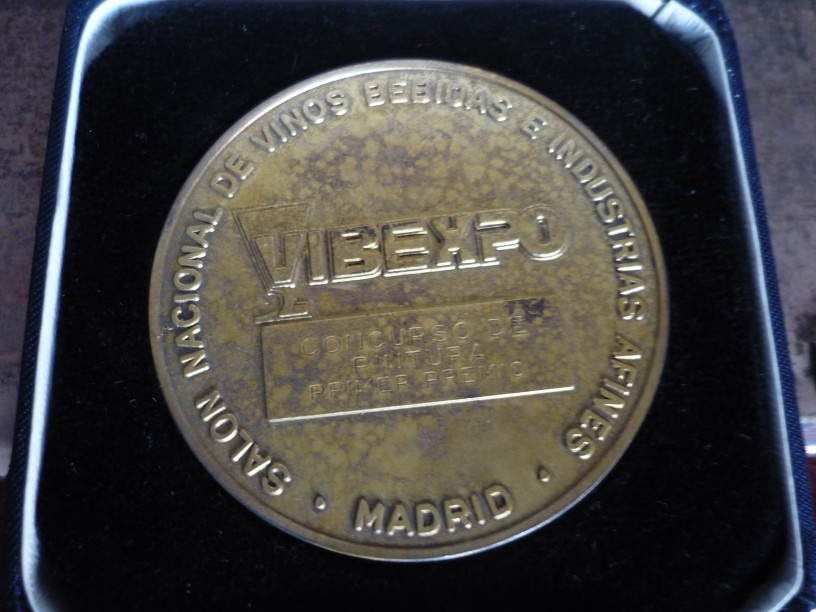 SALON NACIONAL DE VINOS BEBIDAS E INDUSTRIAS AFINES
VIBEXPO
CONCURSO DE
PINTURA
PRIMER PREMIO
• MADRID •